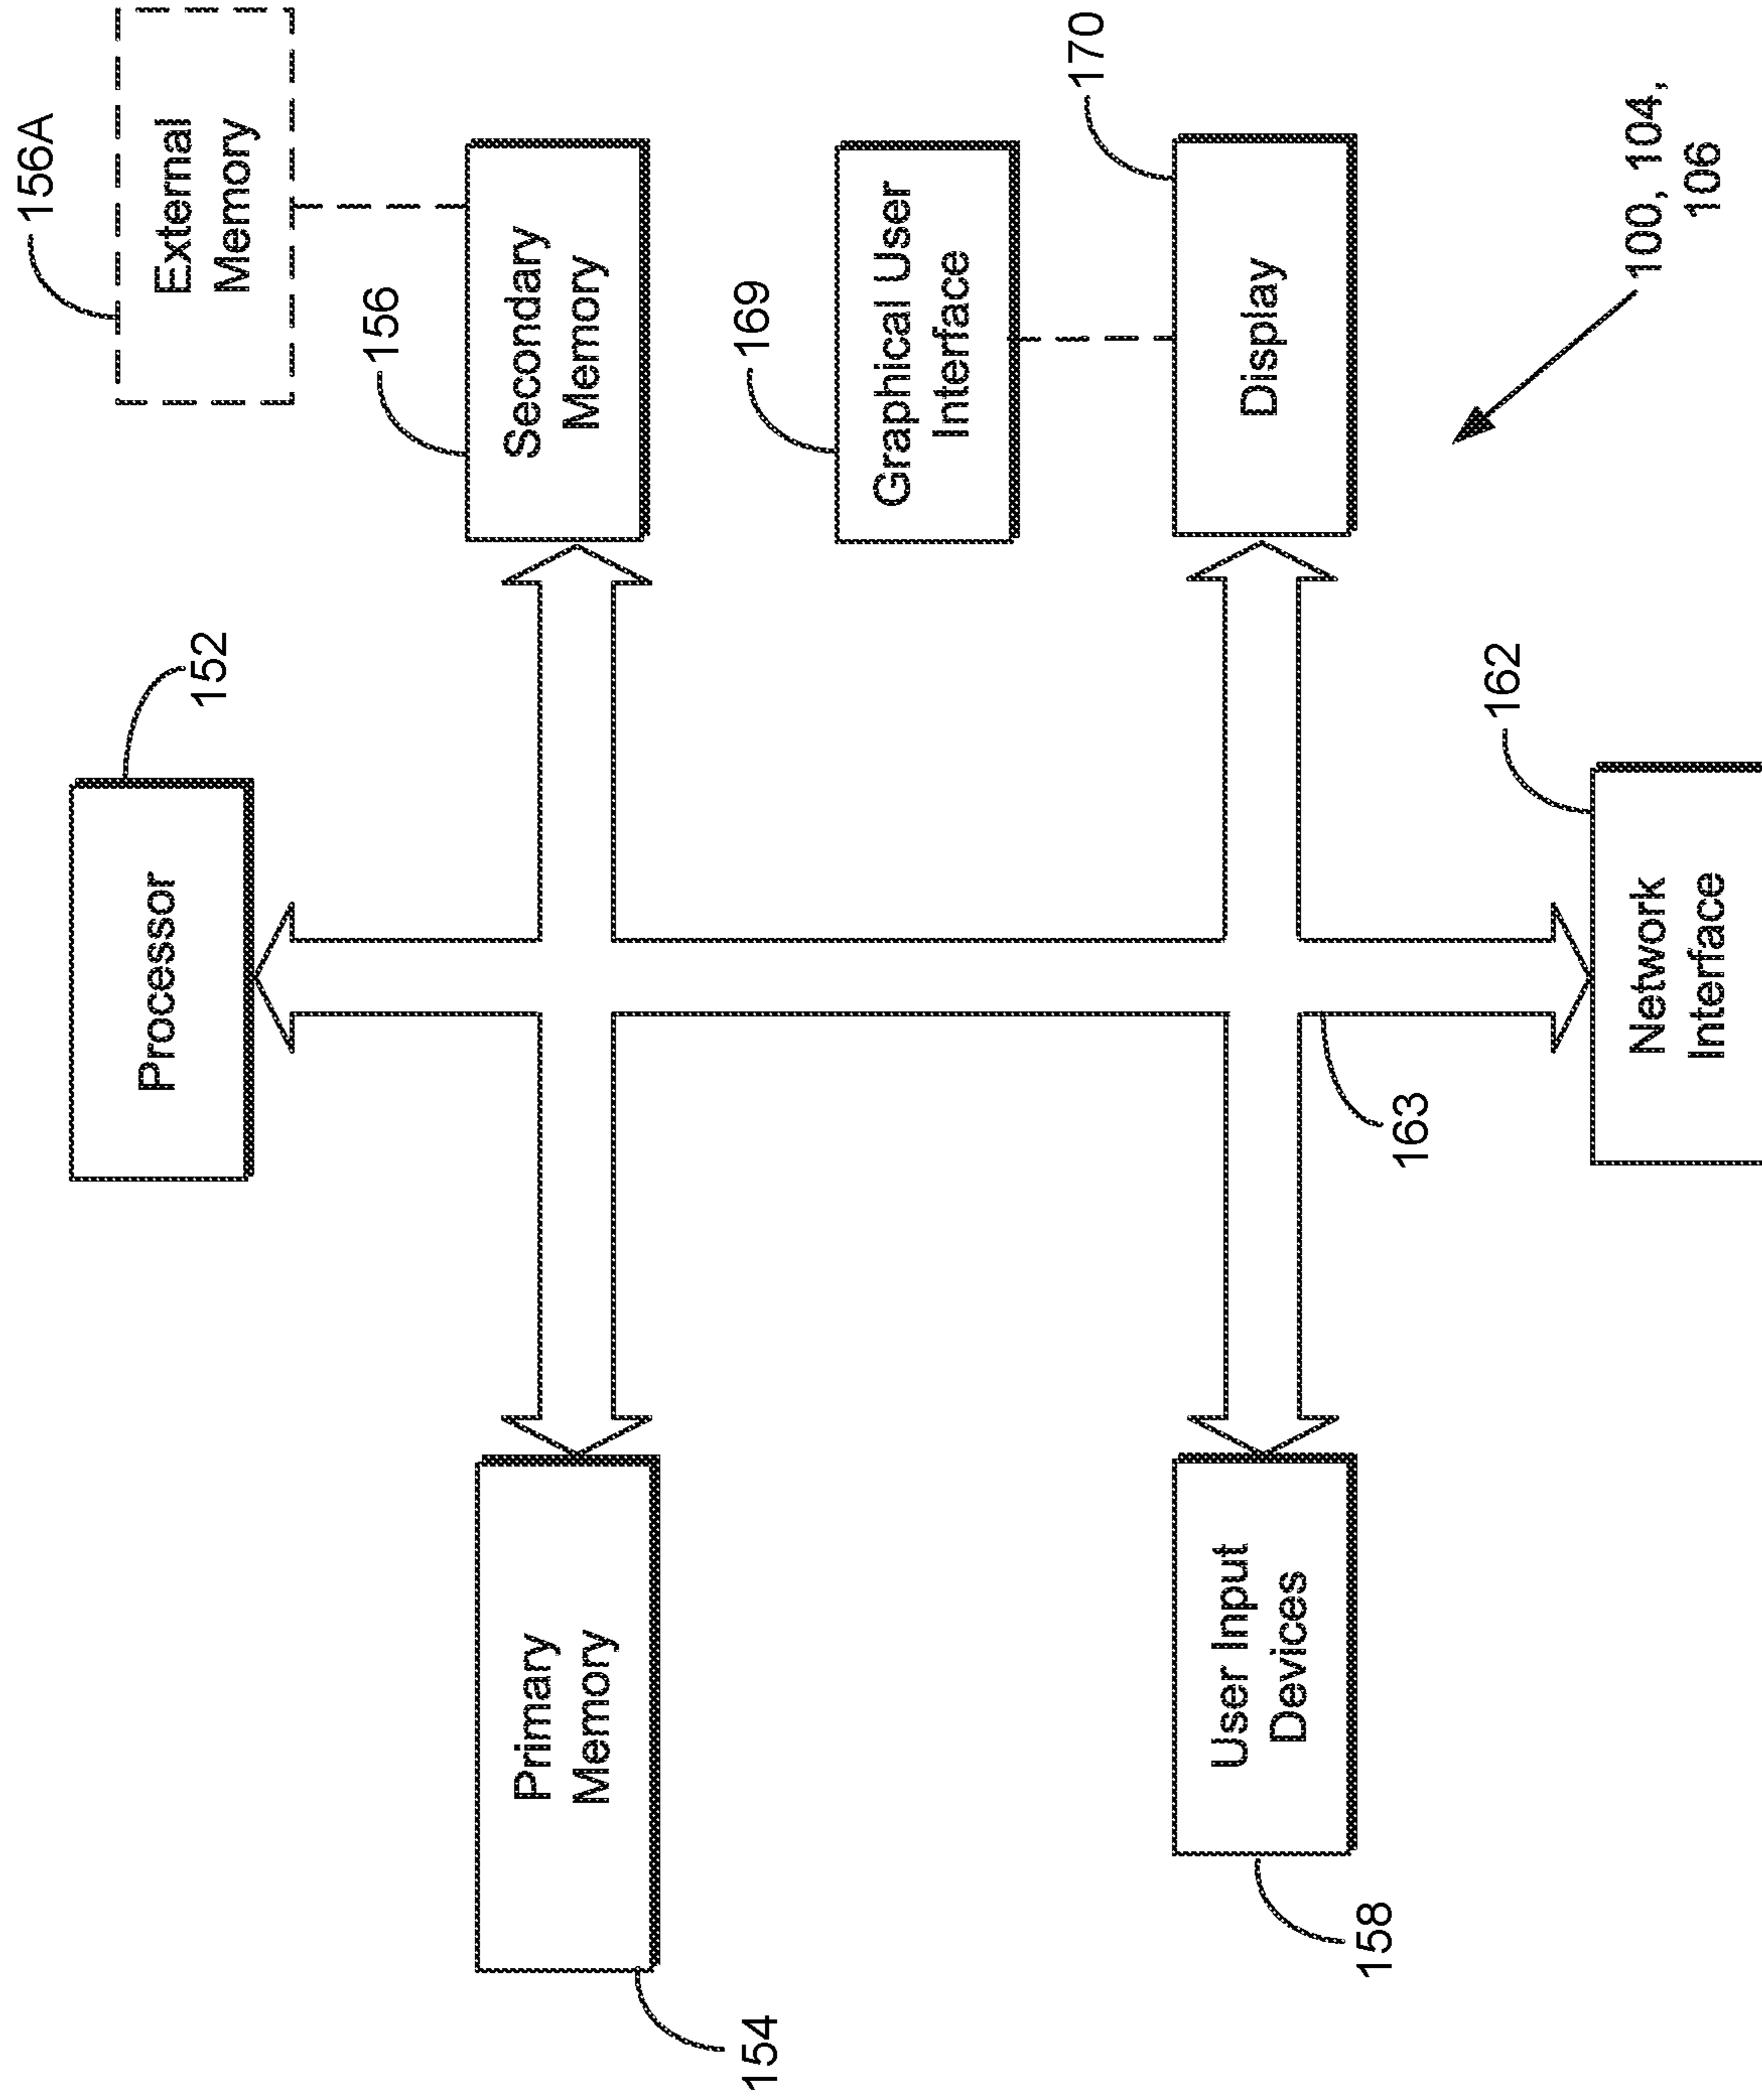 156A
External
Memory
152
Processor
156
Secondary
Memory
Primary
Memory
154
169
Graphical User
Interface
170
Display
User Input
Devices
158
163
162
Network
Interface
100, 104,
106